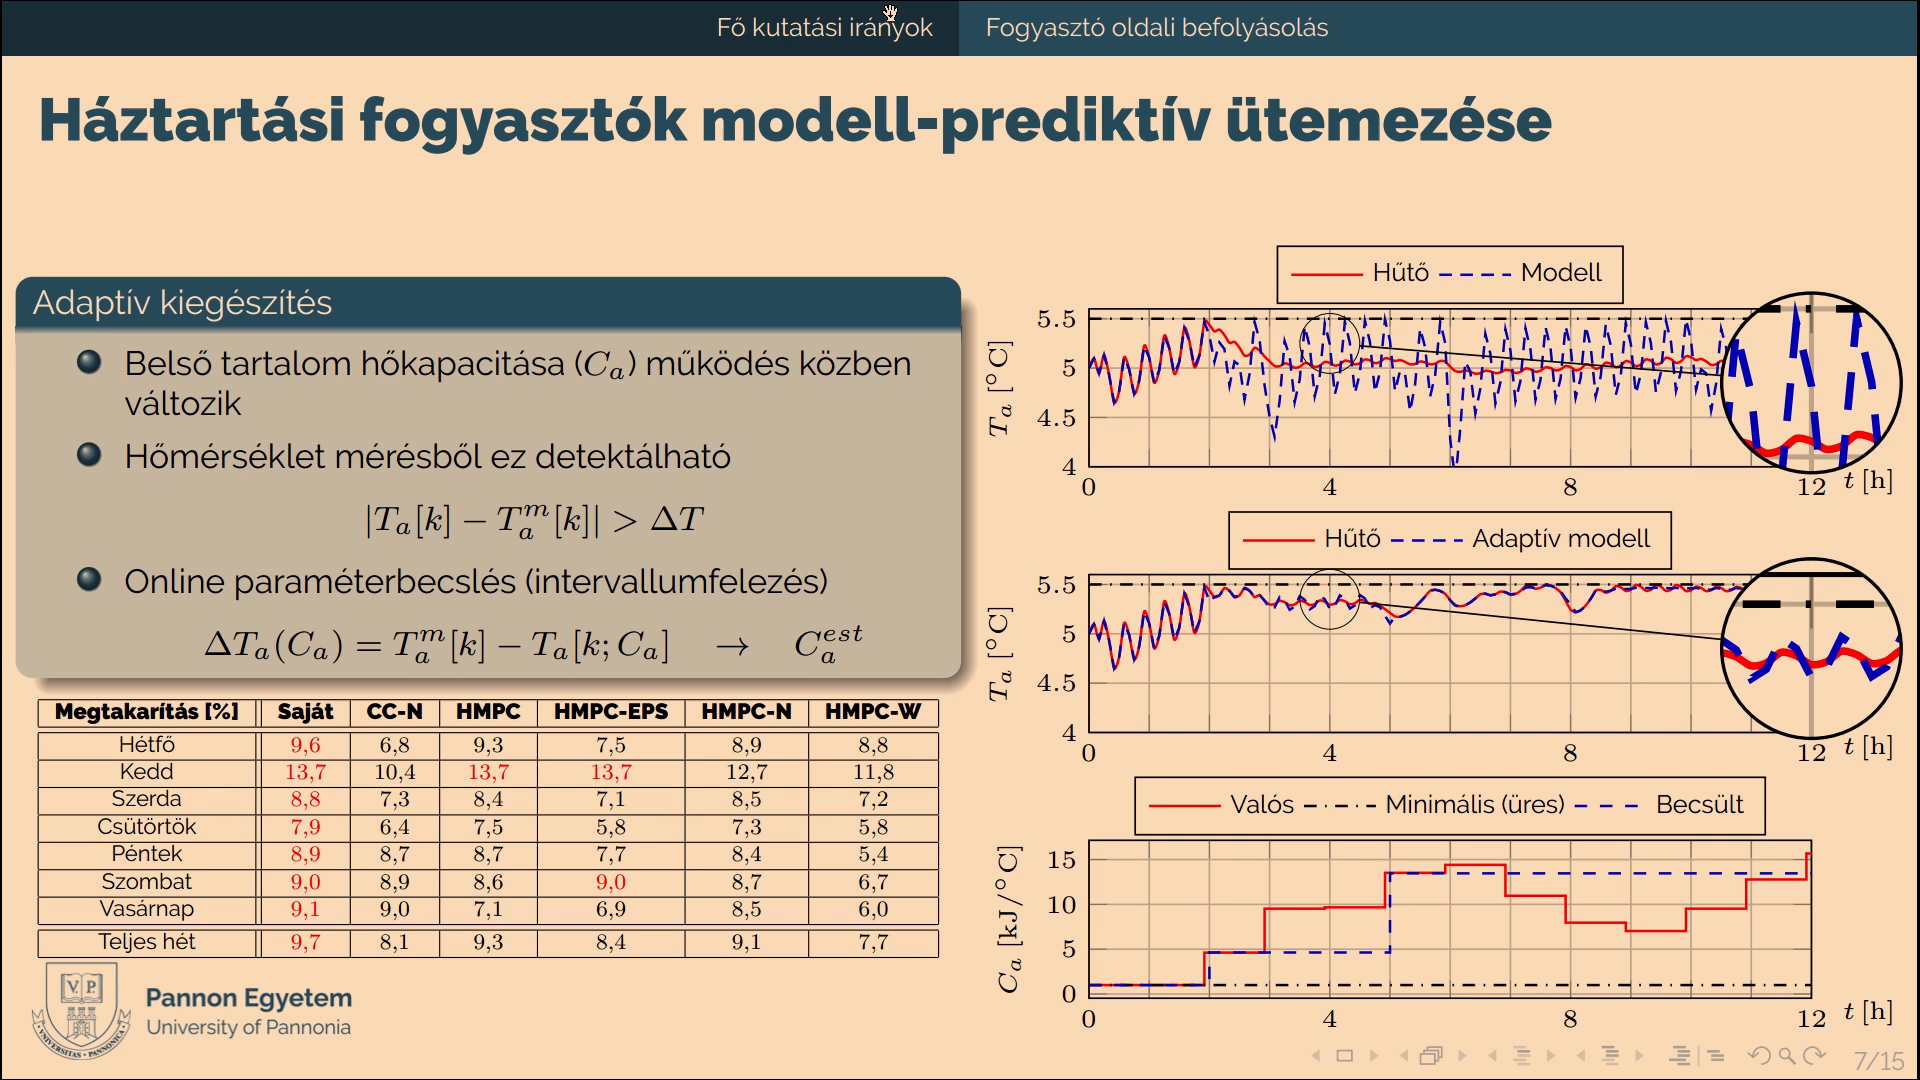 Fő kutatási irányok
Fogyasztó oldali befolyásolás
Háztartási fogyasztók modell-prediktív ütemezése
Adaptív kiegészítés
Belső tartalom hőkapacitása (Cₐ) működés közben
változik
Hőmérséklet mérésből ez detektálható
|Tₐ[k] − Tₐᵐ[k]| > ΔT
Online paraméterbecslés (intervallumfelezés)
ΔTₐ(Cₐ) = Tₐᵐ[k] − Tₐ[k; Cₐ] → Cₐᵉˢᵗ
Megtakarítás [%] Saját CC-N HMPC HMPC-EPS HMPC-N HMPC-W
Hétfő 9,6 6,8 9,3 7,5 8,9 8,8
Kedd 13,7 10,4 13,7 13,7 12,7 11,8
Szerda 8,8 7,3 8,4 7,1 8,5 7,2
Csütörtök 7,9 6,4 7,5 5,8 7,3 5,8
Péntek 8,9 8,7 8,7 7,7 8,4 5,4
Szombat 9,0 8,9 8,6 9,0 8,7 6,7
Vasárnap 9,1 9,0 7,1 6,9 8,5 6,0
Teljes hét 9,7 8,1 9,3 8,4 9,1 7,7
V P
UNIVERSITAS PANNONICA
Pannon Egyetem
University of Pannonia
Hűtő Modell
Tₐ [°C]
5.5
5
4.5
4
0 4 8 12 t [h]
Hűtő Adaptív modell
Tₐ [°C]
5.5
5
4.5
4
0 4 8 12 t [h]
Valós Minimális (üres) Becsült
Cₐ [kJ/°C]
15
10
5
0
0 4 8 12 t [h]
7/15